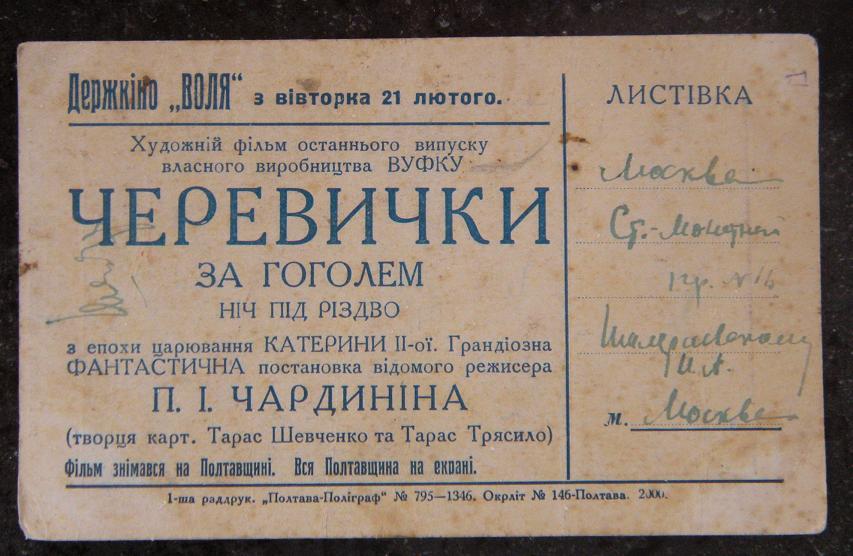 Держкіно „ВОЛЯ“ з вівторка 21 лютого.
Художній фільм останнього випуску
власного виробництва ВУФКУ
ЧЕРЕВИЧКИ
ЗА ГОГОЛЕМ
НІЧ ПІД РІЗДВО
з епохи царювання КАТЕРИНИ II-ої. Грандіозна
ФАНТАСТИЧНА постановка відомого режисера
П. І. ЧАРДИНІНА
(творця карт. Тарас Шевченко та Тарас Трясило)
Фільм знімався на Полтавщині. Вся Полтавщина на екрані.
1-ша раддрук. „Полтава-Поліграф“ № 795—1346. Окрліт № 146-Полтава. 2000.
ЛИСТІВКА
Москва
Ст.-Монетный
И.А.
м. Москва